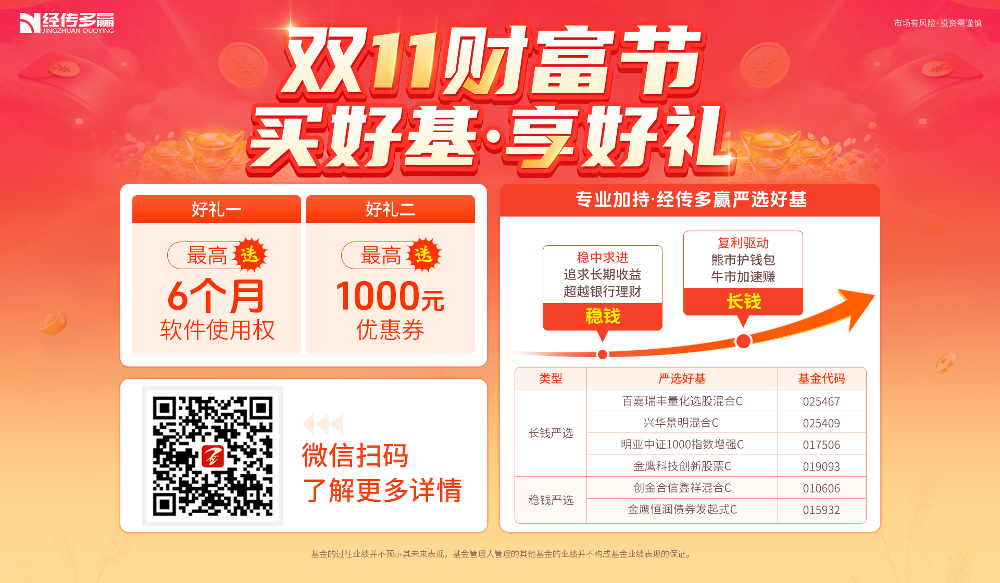 经传多赢
JINGZHUAN DUOYING
市场有风险·投资需谨慎
双11财富节
买好基·享好礼
好礼一
最高 送
6个月
软件使用权
好礼二
最高 送
1000元
优惠券
微信扫码
了解更多详情
专业加持·经传多赢严选好基
稳中求进
追求长期收益
超越银行理财
稳钱
复利驱动
熊市护钱包
牛市加速赚
长钱
类型 严选好基 基金代码
长钱严选
百嘉瑞丰量化选股混合C 025467
兴华景明混合C 025409
明亚中证1000指数增强C 017506
金鹰科技创新股票C 019093
稳钱严选
创金合信鑫祥混合C 010606
金鹰恒润债券发起式C 015932
基金的过往业绩并不预示其未来表现，基金管理人管理的其他基金的业绩并不构成基金业绩表现的保证。